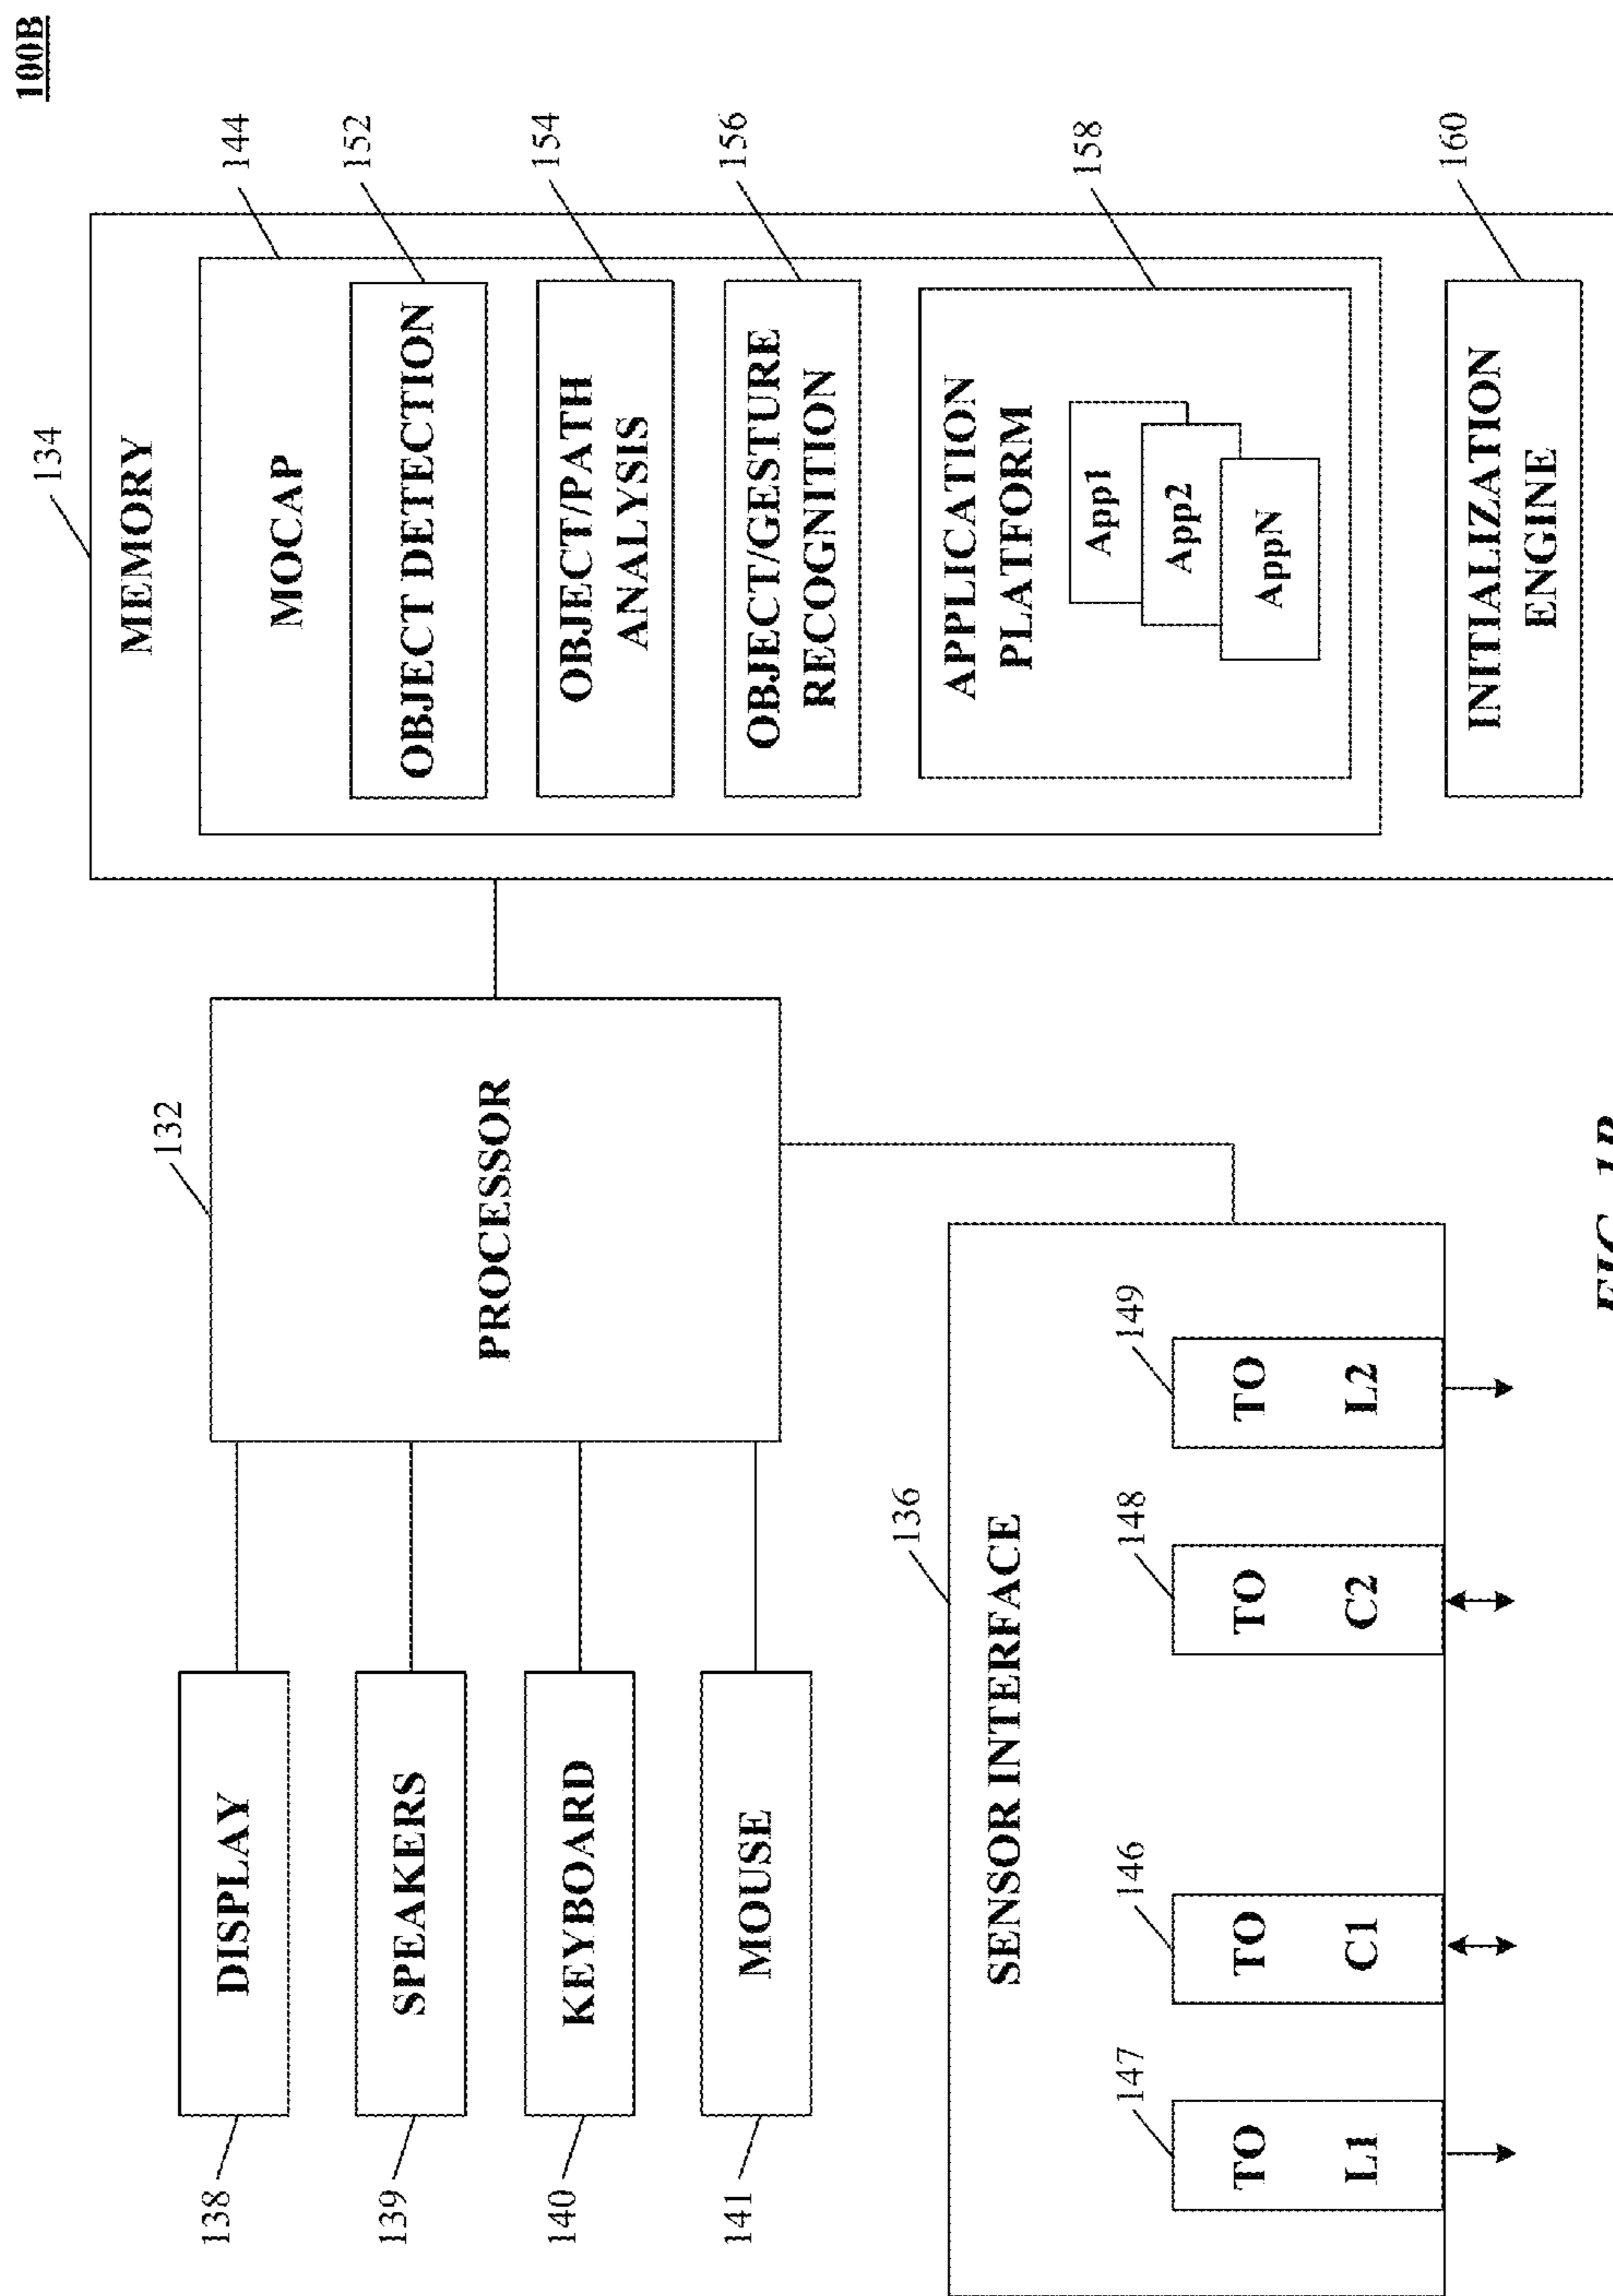 100B
134
MEMORY
144
MOCAP
152
OBJECT DETECTION
154
OBJECT/PATH
ANALYSIS
156
OBJECT/GESTURE
RECOGNITION
158
APPLICATION
PLATFORM
App1
App2
AppN
160
INITIALIZATION
ENGINE
132
PROCESSOR
138
DISPLAY
139
SPEAKERS
140
KEYBOARD
141
MOUSE
136
SENSOR INTERFACE
147
TO
L1
146
TO
C1
148
TO
C2
149
TO
L2
FIG. 1B